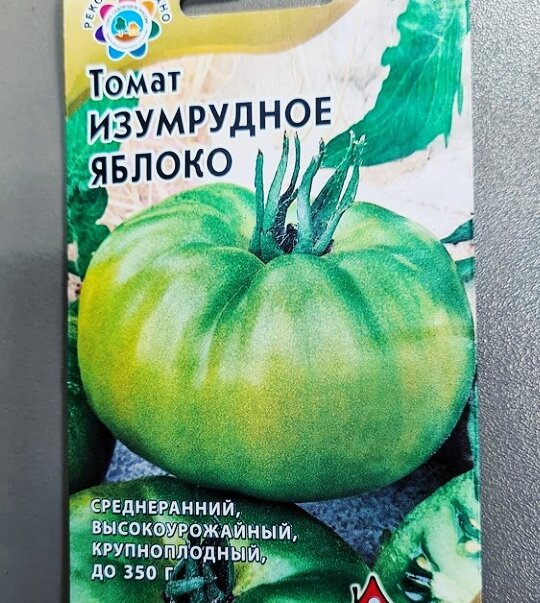 Томат
ИЗУМРУДНОЕ
ЯБЛОКО
СРЕДНЕРАННИЙ,
ВЫСОКОУРОЖАЙНЫЙ,
КРУПНОПЛОДНЫЙ,
ДО 350 Г